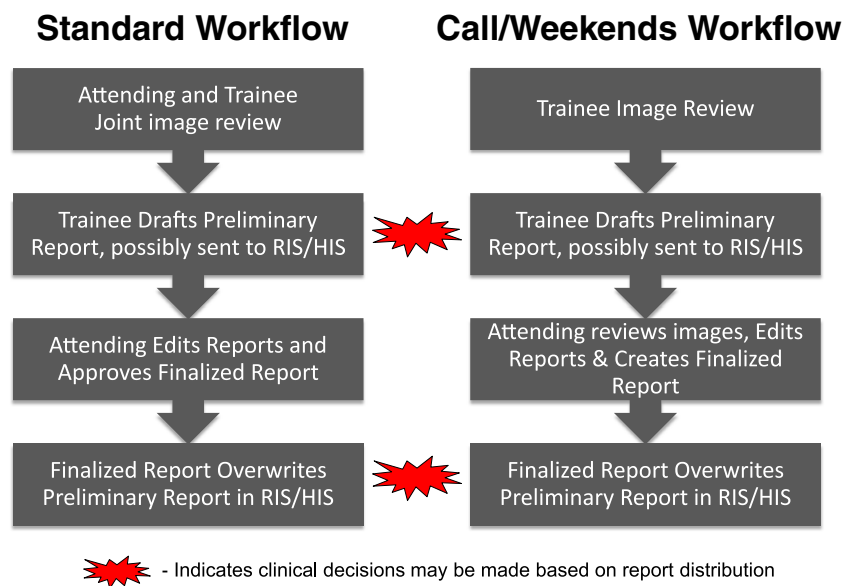 Standard Workflow
Attending and Trainee
Joint image review
Trainee Drafts Preliminary
Report, possibly sent to RIS/HIS
Attending Edits Reports and
Approves Finalized Report
Finalized Report Overwrites
Preliminary Report in RIS/HIS
Call/Weekends Workflow
Trainee Image Review
Trainee Drafts Preliminary
Report, possibly sent to RIS/HIS
Attending reviews images, Edits
Reports & Creates Finalized
Report
Finalized Report Overwrites
Preliminary Report in RIS/HIS
- Indicates clinical decisions may be made based on report distribution